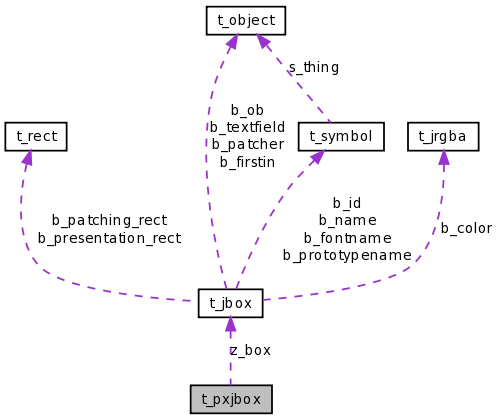 t_object
s_thing
b_ob
b_textfield
b_patcher
b_firstin
t_rect
t_symbol
t_jrgba
b_patching_rect
b_presentation_rect
b_id
b_name
b_fontname
b_prototypename
b_color
t_jbox
z_box
t_pxjbox